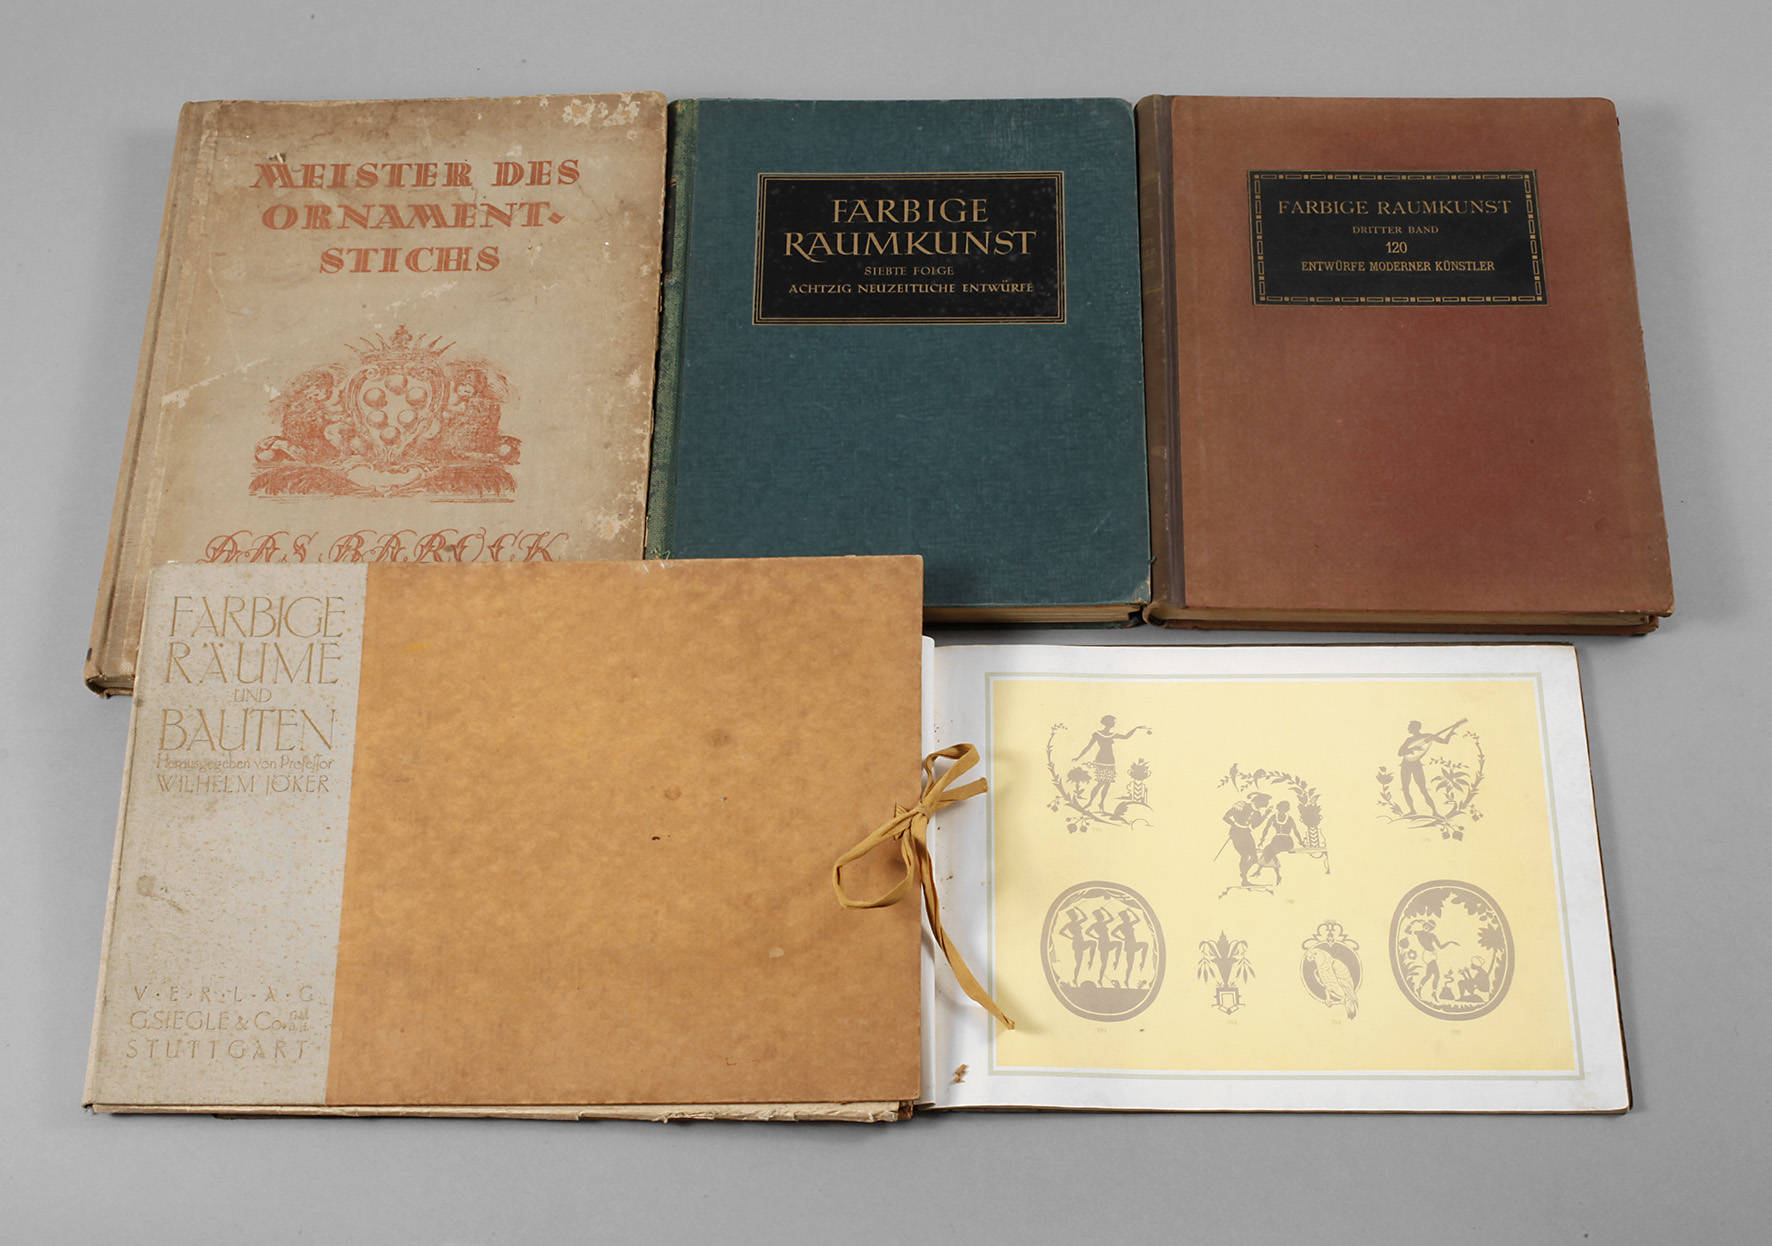 MEISTER DES
ORNAMENT-
STICHS
DAS BAROCK
FARBIGE
RAUMKUNST
SIEBTE FOLGE
ACHTZIG NEUZEITLICHE ENTWÜRFE
FARBIGE RAUMKUNST
DRITTER BAND
120
ENTWÜRFE MODERNER KÜNSTLER
FARBIGE
RÄUME
UND
BAUTEN
Herausgegeben von Professor
WILHELM JÖKER
V·E·R·L·A·G
G.SIEGLE & Co.
STUTTGART